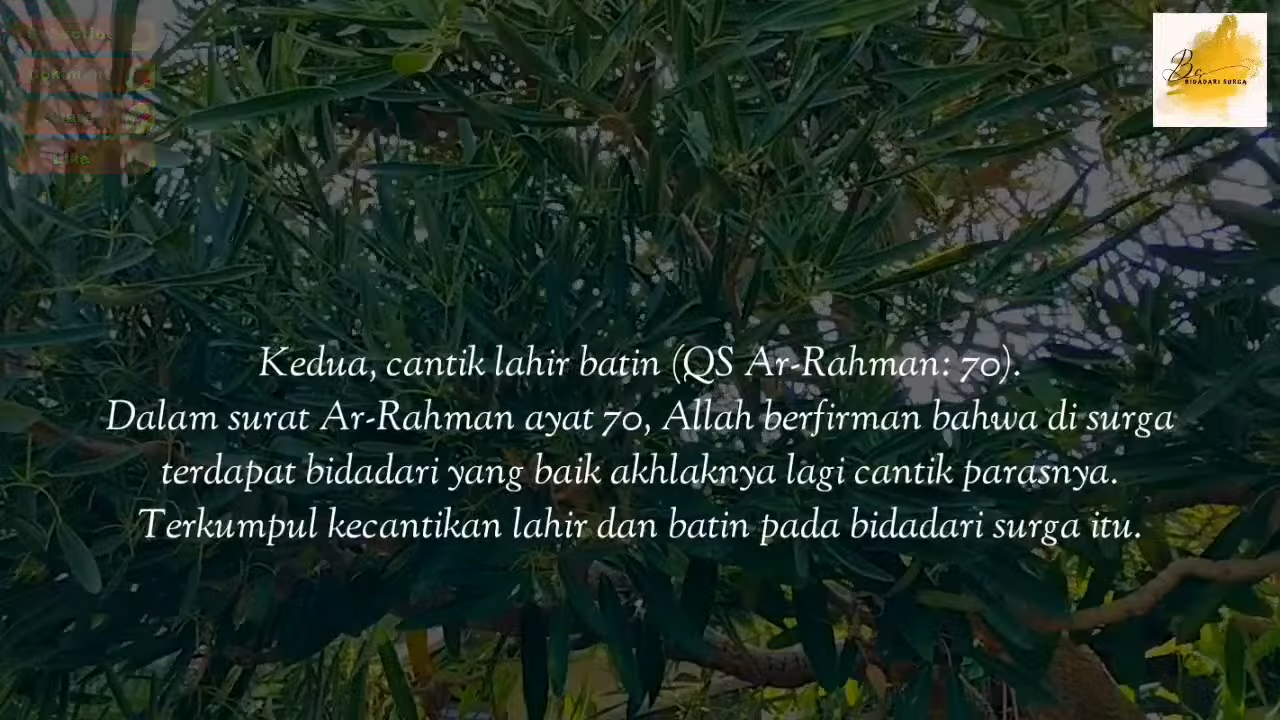 BIDADARI SURGA
Kedua, cantik lahir batin (QS Ar-Rahman: 70).
Dalam surat Ar-Rahman ayat 70, Allah berfirman bahwa di surga
terdapat bidadari yang baik akhlaknya lagi cantik parasnya.
Terkumpul kecantikan lahir dan batin pada bidadari surga itu.